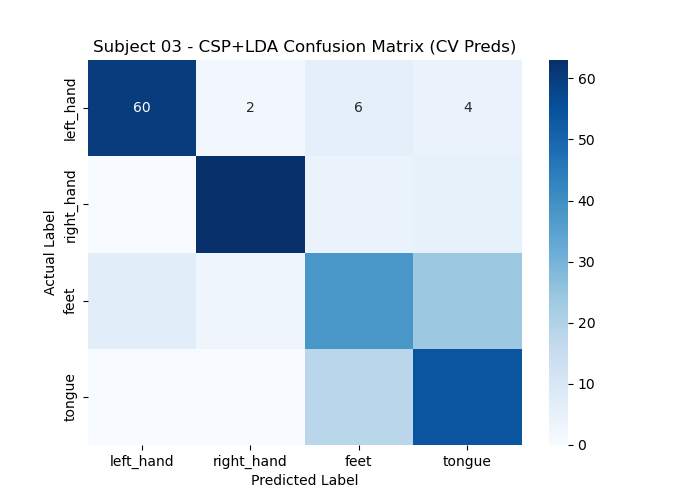 Subject 03 - CSP+LDA Confusion Matrix (CV Preds)
Actual Label
left_hand
right_hand
feet
tongue
60 2 6 4
left_hand right_hand feet tongue
Predicted Label
60
50
40
30
20
10
0